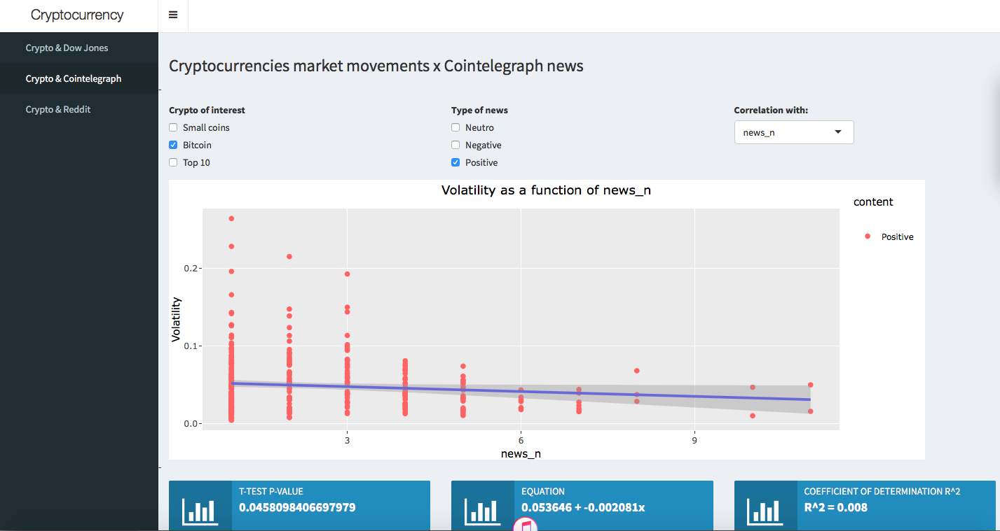 Cryptocurrency
Crypto & Dow Jones
Crypto & Cointelegraph
Crypto & Reddit
Cryptocurrencies market movements x Cointelegraph news
Crypto of interest
Small coins
Bitcoin
Top 10
Type of news
Neutro
Negative
Positive
Correlation with:
news_n
Volatility as a function of news_n
content
Positive
Volatility
0.2
0.1
0.0
3 6 9
news_n
T-TEST P-VALUE
0.0458098406697979
EQUATION
0.053646 + -0.002081x
COEFFICIENT OF DETERMINATION R^2
R^2 = 0.008